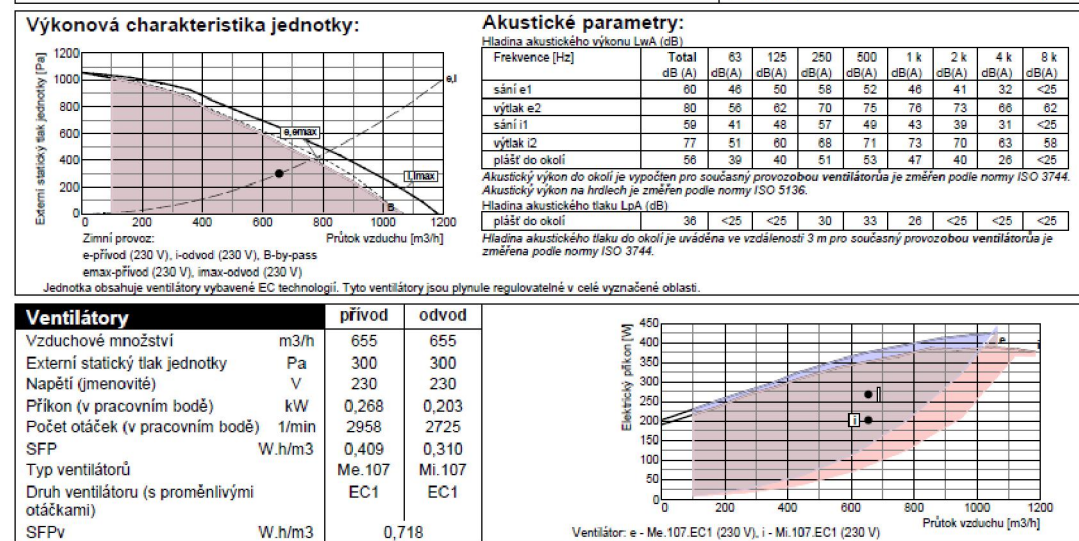 Výkonová charakteristika jednotky:
Externí statický tlak jednotky [Pa]
1200
1000
800
600
400
200
0
e,i
e,emax
i,imax
B
0 200 400 600 800 1000 1200
Zimní provoz: Průtok vzduchu [m3/h]
e-přívod (230 V), i-odvod (230 V), B-by-pass
emax-přívod (230 V), imax-odvod (230 V)
Jednotka obsahuje ventilátory vybavené EC technologií. Tyto ventilátory jsou plynule regulovatelné v celé vyznačené oblasti.
Akustické parametry:
Hladina akustického výkonu LwA (dB)
Frekvence [Hz] Total 63 125 250 500 1 k 2 k 4 k 8 k
dB (A) dB(A) dB(A) dB(A) dB(A) dB(A) dB(A) dB(A) dB(A)
sání e1 60 46 50 58 52 46 41 32 <25
výtlak e2 80 56 62 70 75 76 73 66 62
sání i1 59 41 48 57 49 43 39 31 <25
výtlak i2 77 51 60 68 71 73 70 63 58
plášť do okolí 56 39 40 51 53 47 40 26 <25
Akustický výkon do okolí je vypočten pro současný provozobou ventilátorůa je změřen podle normy ISO 3744.
Akustický výkon na hrdlech je změřen podle normy ISO 5136.
Hladina akustického tlaku LpA (dB)
plášť do okolí 36 <25 <25 30 33 26 <25 <25 <25
Hladina akustického tlaku do okolí je uváděna ve vzdálenosti 3 m pro současný provozobou ventilátorůa je
změřena podle normy ISO 3744.
Ventilátory přívod odvod
Vzduchové množství m3/h 655 655
Externí statický tlak jednotky Pa 300 300
Napětí (jmenovité) V 230 230
Příkon (v pracovním bodě) kW 0,268 0,203
Počet otáček (v pracovním bodě) 1/min 2958 2725
SFP W.h/m3 0,409 0,310
Typ ventilátorů Me.107 Mi.107
Druh ventilátoru (s proměnlivými EC1 EC1
otáčkami)
SFPv W.h/m3 0,718
Elektrický příkon [W]
450
400
350
300
250
200
150
100
50
0
e
i
0 200 400 600 800 1000 1200
Průtok vzduchu [m3/h]
Ventilátor: e - Me.107.EC1 (230 V), i - Mi.107.EC1 (230 V)